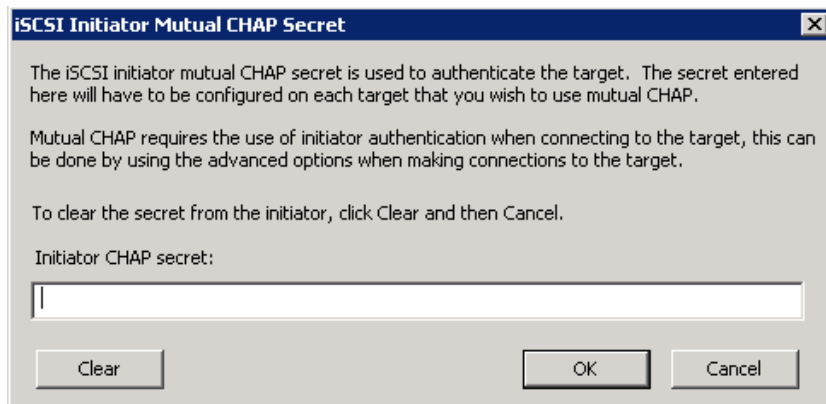 iSCSI Initiator Mutual CHAP Secret
The iSCSI initiator mutual CHAP secret is used to authenticate the target. The secret entered
here will have to be configured on each target that you wish to use mutual CHAP.
Mutual CHAP requires the use of initiator authentication when connecting to the target, this can
be done by using the advanced options when making connections to the target.
To clear the secret from the initiator, click Clear and then Cancel.
Initiator CHAP secret:
Clear OK Cancel